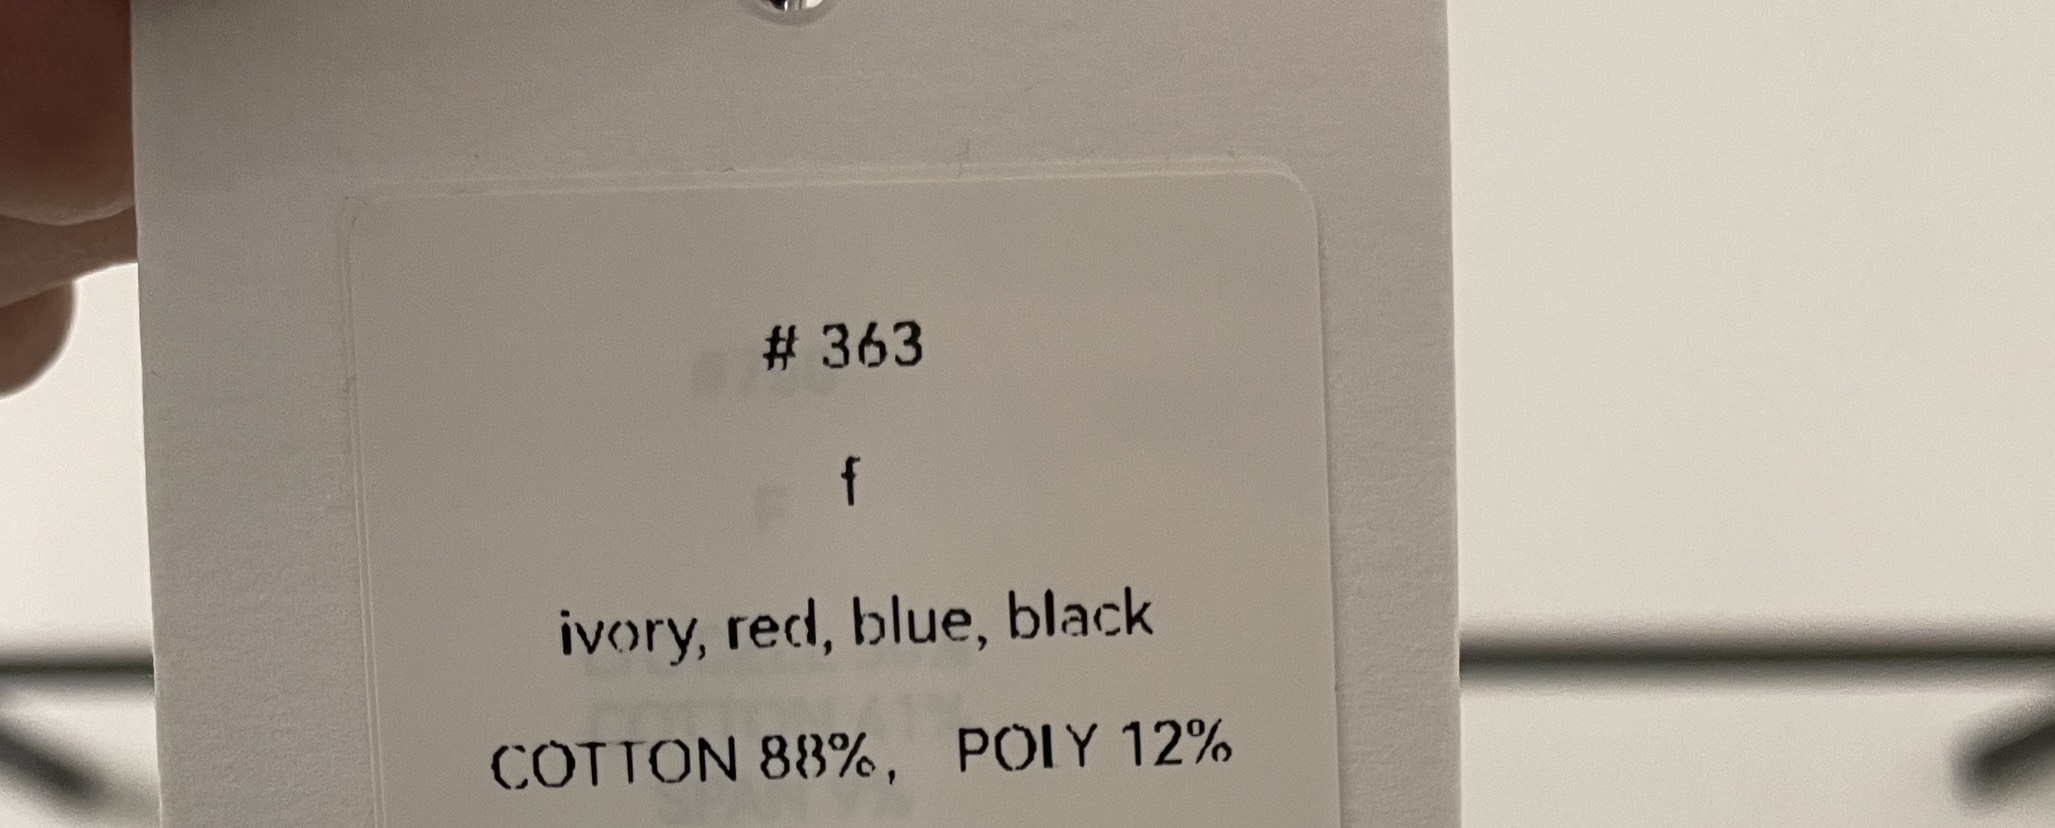 # 363
f
ivory, red, blue, black
COTTON 88%, POLY 12%